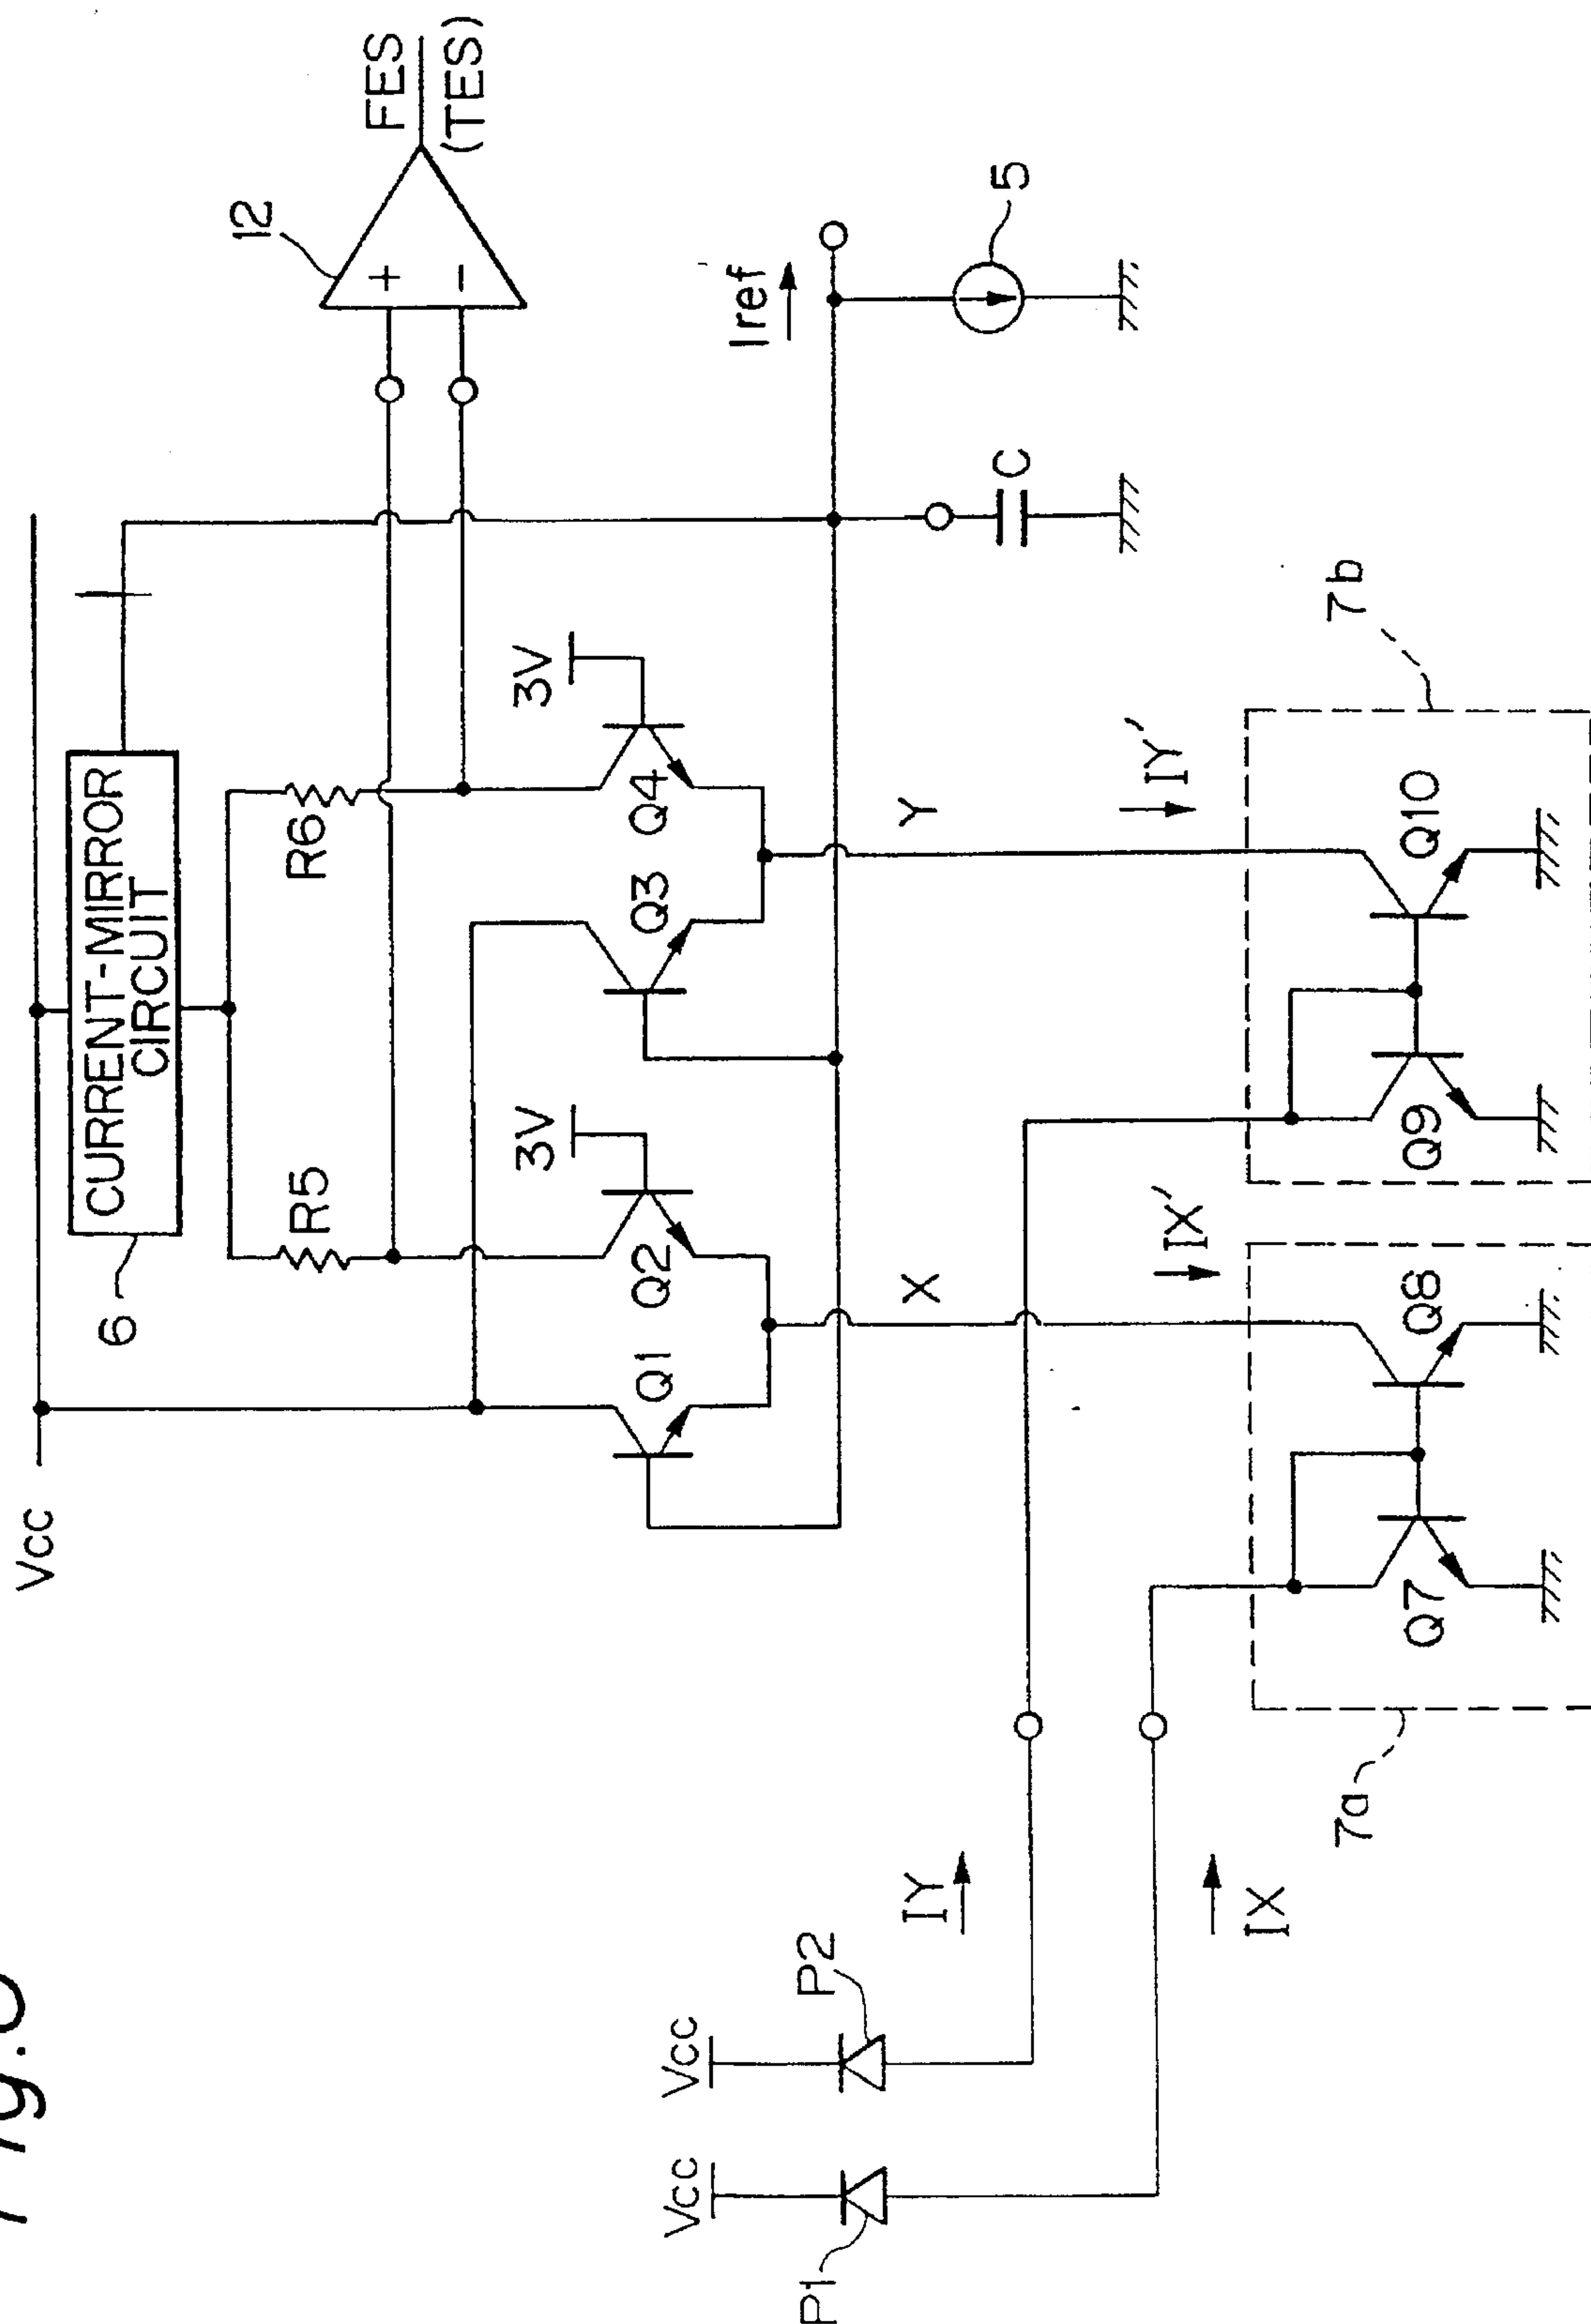 Vcc
6
CURRENT-MIRROR
CIRCUIT
R5
R6
12
+
-
FES
(TES)
Q1
Q2
3V
Q3
Q4
3V
Iref
5
C
X
Y
IX'
IY'
7a
Q7
Q8
7b
Q9
Q10
Vcc
P1
Vcc
P2
IY
IX